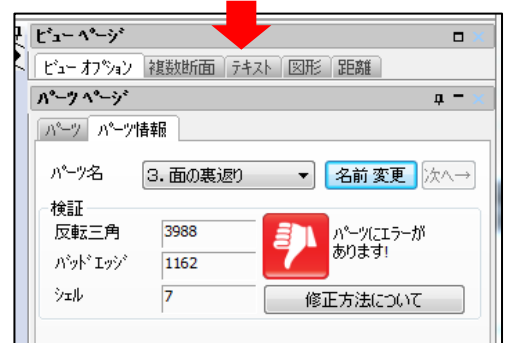 ビュー ページ
ビュー オプション 複数断面 テキスト 図形 距離
パーツ ページ
パーツ パーツ情報
パーツ名 3. 面の裏返り 名前 変更 次へ→
検証
反転三角 3988
バッド エッジ 1162
シェル 7
パーツにエラーが
あります!
修正方法について